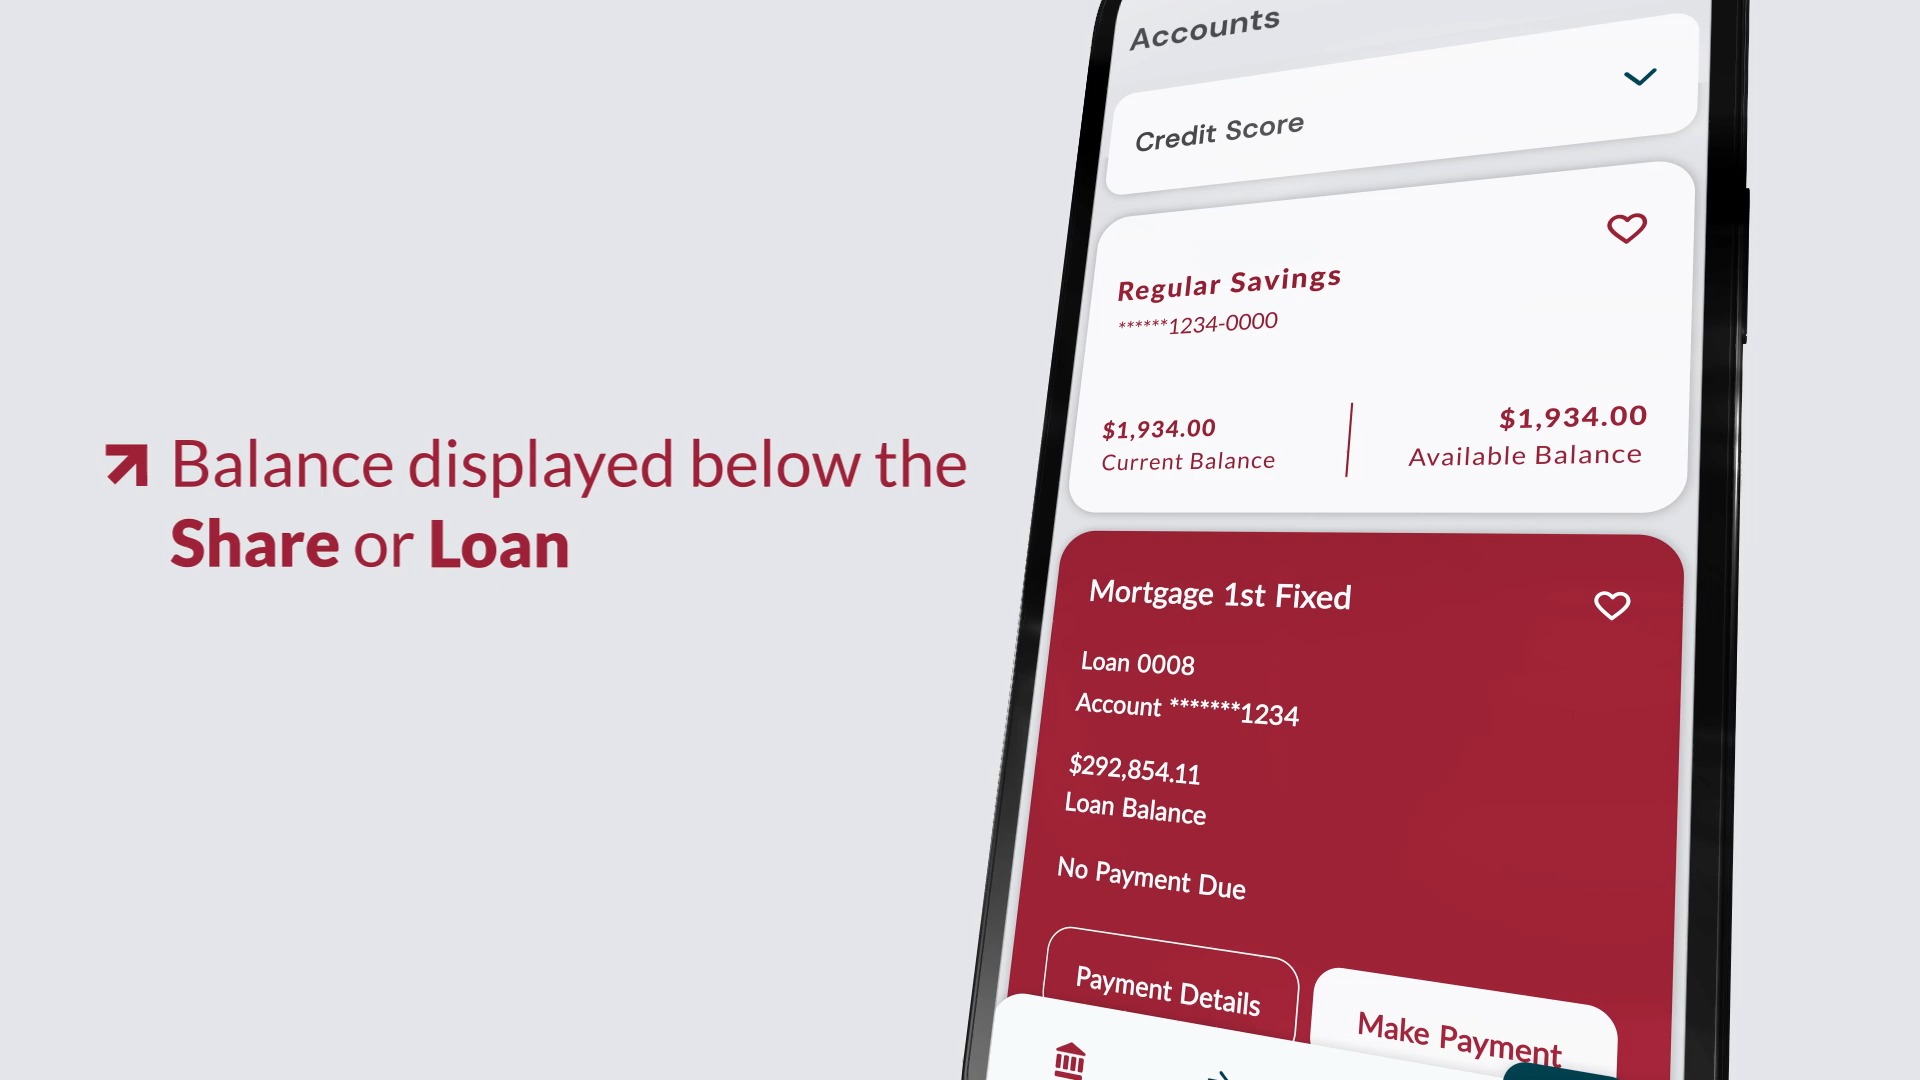 Balance displayed below the
Share or Loan
Accounts
Credit Score
Regular Savings
******1234-0000
$1,934.00
Current Balance
$1,934.00
Available Balance
Mortgage 1st Fixed
Loan 0008
Account *******1234
$292,854.11
Loan Balance
No Payment Due
Payment Details
Make Payment